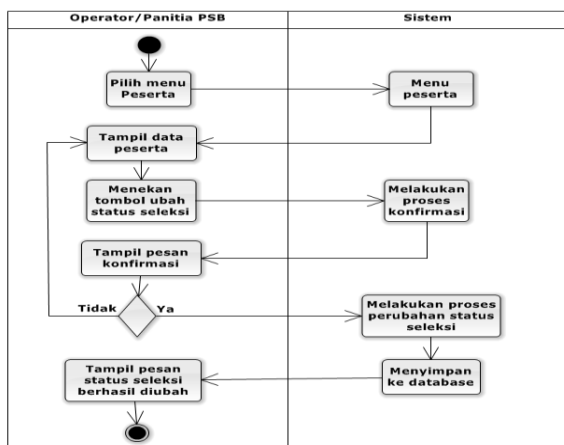 Operator/Panitia PSB
Sistem
Pilih menu
Peserta
Menu
peserta
Tampil data
peserta
Menekan
tombol ubah
status seleksi
Melakukan
proses
konfirmasi
Tampil pesan
konfirmasi
Tidak
Ya
Melakukan proses
perubahan status
seleksi
Menyimpan
ke database
Tampil pesan
status seleksi
berhasil diubah